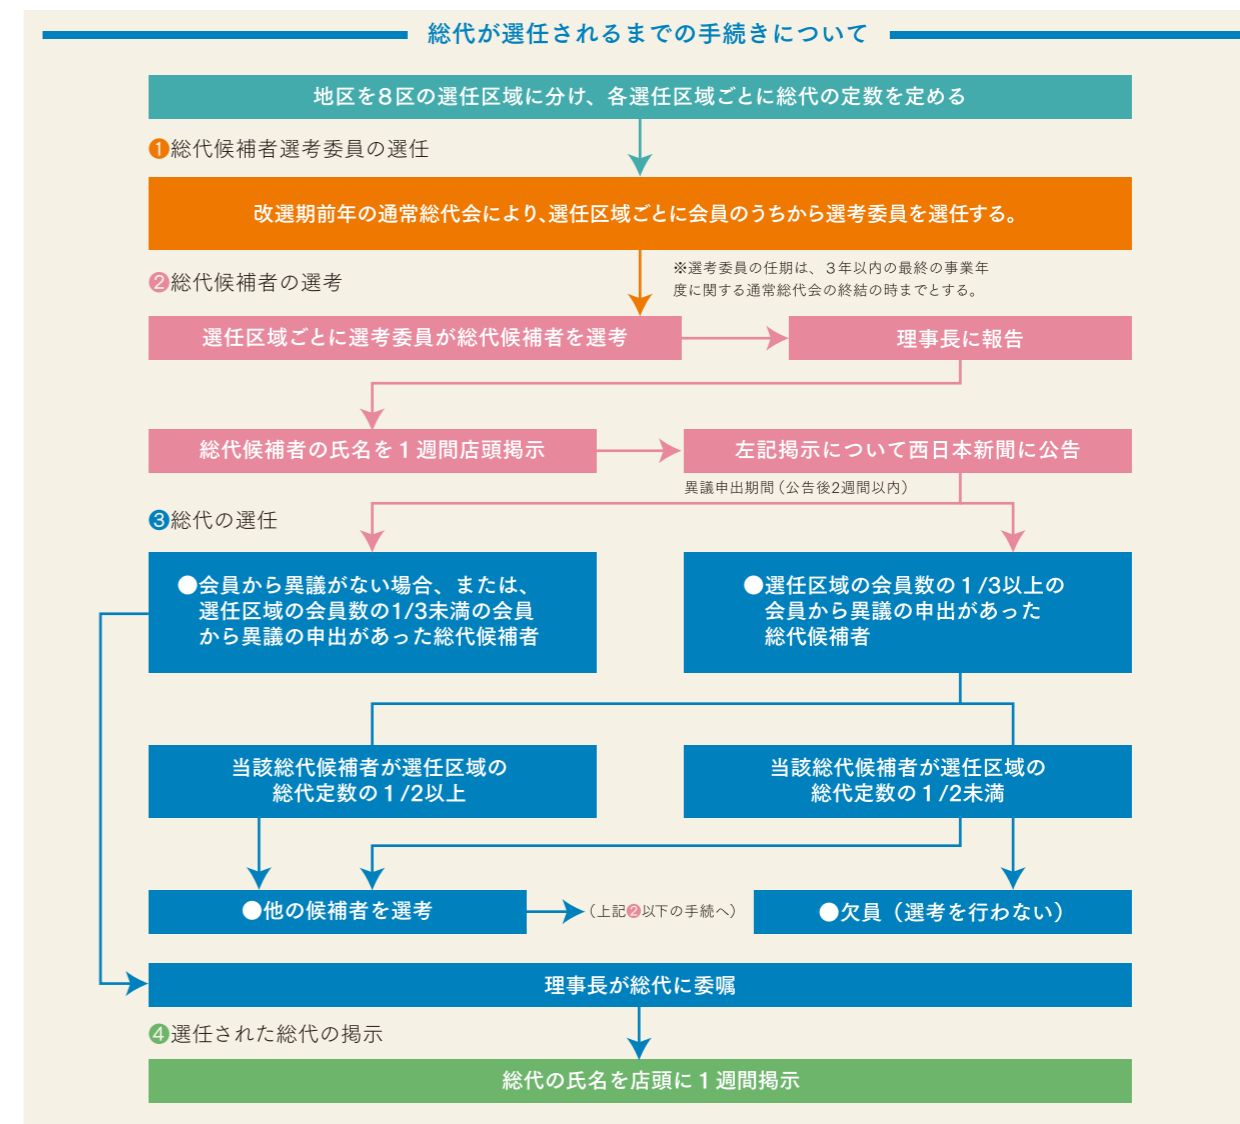 総代が選任されるまでの手続きについて
地区を8区の選任区域に分け、各選任区域ごとに総代の定数を定める
❶総代候補者選考委員の選任
改選期前年の通常総代会により、選任区域ごとに会員のうちから選考委員を選任する。
※選考委員の任期は、３年以内の最終の事業年
度に関する通常総代会の終結の時までとする。
❷総代候補者の選考
選任区域ごとに選考委員が総代候補者を選考
理事長に報告
総代候補者の氏名を１週間店頭掲示
左記掲示について西日本新聞に公告
異議申出期間（公告後2週間以内）
❸総代の選任
●会員から異議がない場合、または、
選任区域の会員数の1/3未満の会員
から異議の申出があった総代候補者
●選任区域の会員数の１/3以上の
会員から異議の申出があった
総代候補者
当該総代候補者が選任区域の
総代定数の１/2以上
当該総代候補者が選任区域の
総代定数の１/2未満
●他の候補者を選考
（上記❷以下の手続へ）
●欠員（選考を行わない）
理事長が総代に委嘱
❹選任された総代の掲示
総代の氏名を店頭に１週間掲示